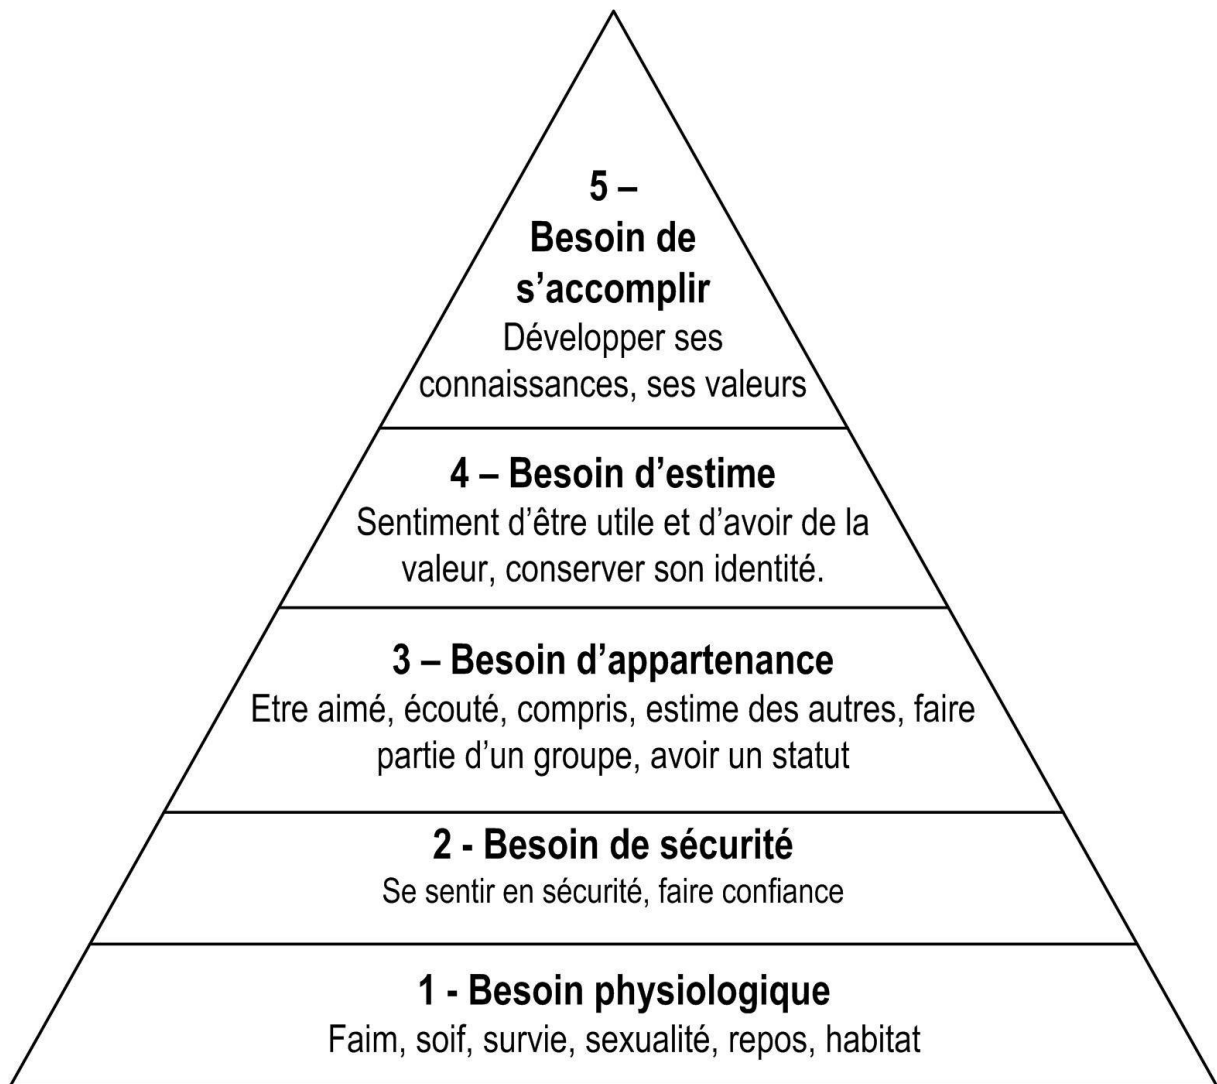 5 –
Besoin de
s’accomplir
Développer ses
connaissances, ses valeurs
4 – Besoin d’estime
Sentiment d’être utile et d’avoir de la
valeur, conserver son identité.
3 – Besoin d’appartenance
Etre aimé, écouté, compris, estime des autres, faire
partie d’un groupe, avoir un statut
2 - Besoin de sécurité
Se sentir en sécurité, faire confiance
1 - Besoin physiologique
Faim, soif, survie, sexualité, repos, habitat